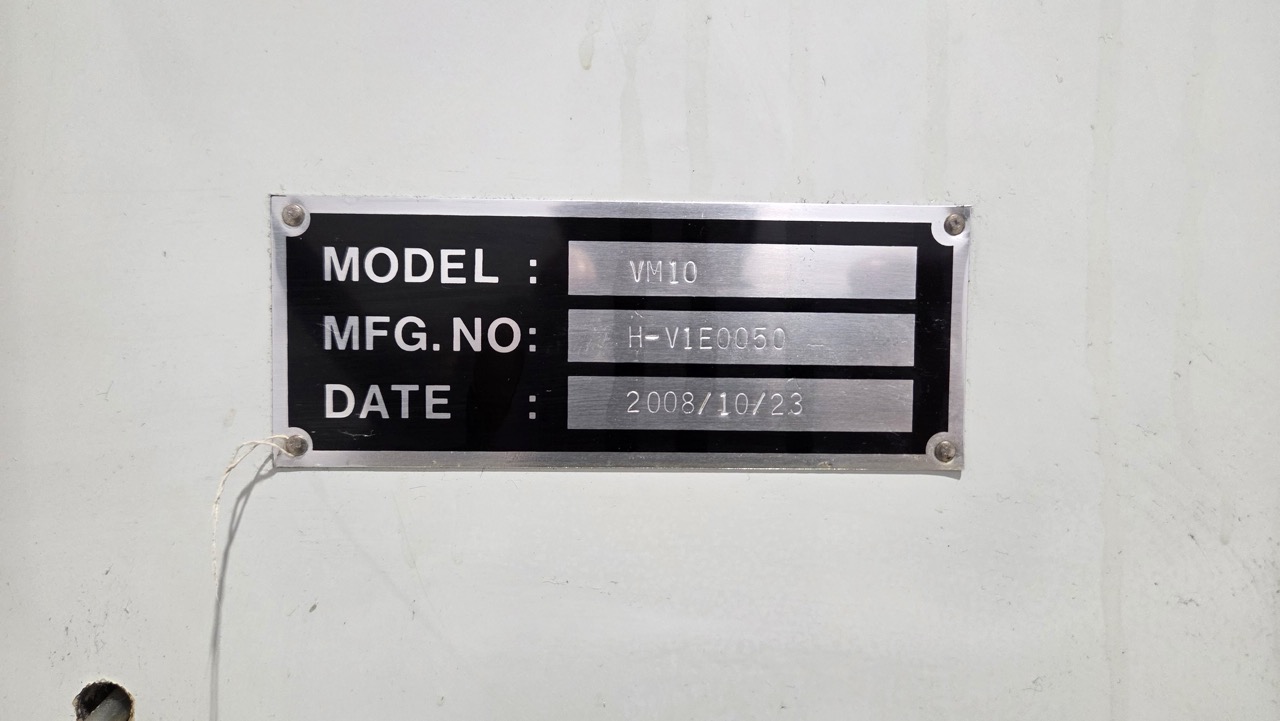 MODEL : VM10
MFG. NO: H-V1E0050
DATE : 2008/10/23